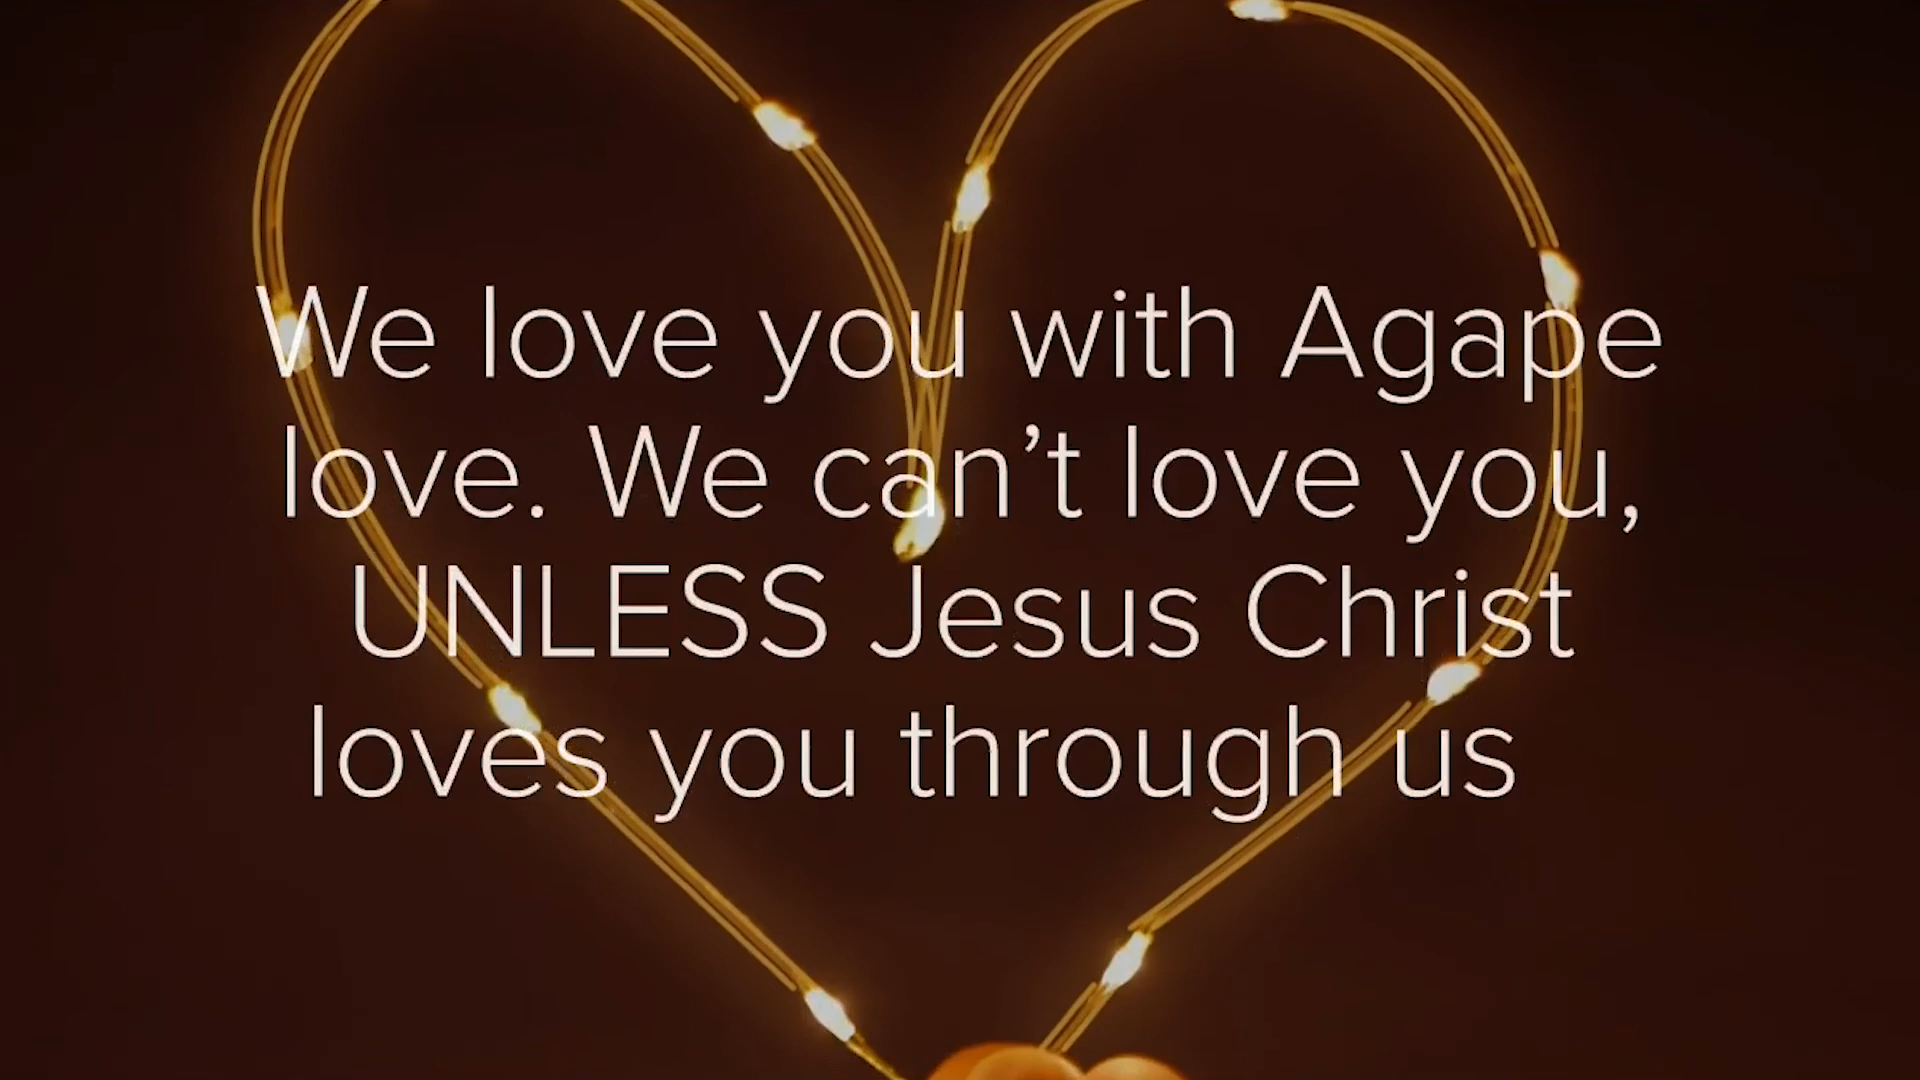 We love you with Agape
love. We can’t love you,
UNLESS Jesus Christ
loves you through us